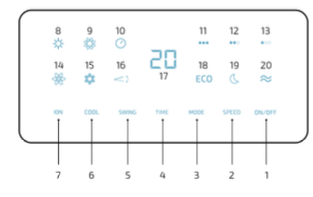 8 9 10 11 12 13
20
14 15 16 17 18 19 20
ECO
ION COOL SWING TIME MODE SPEED ON/OFF
7 6 5 4 3 2 1